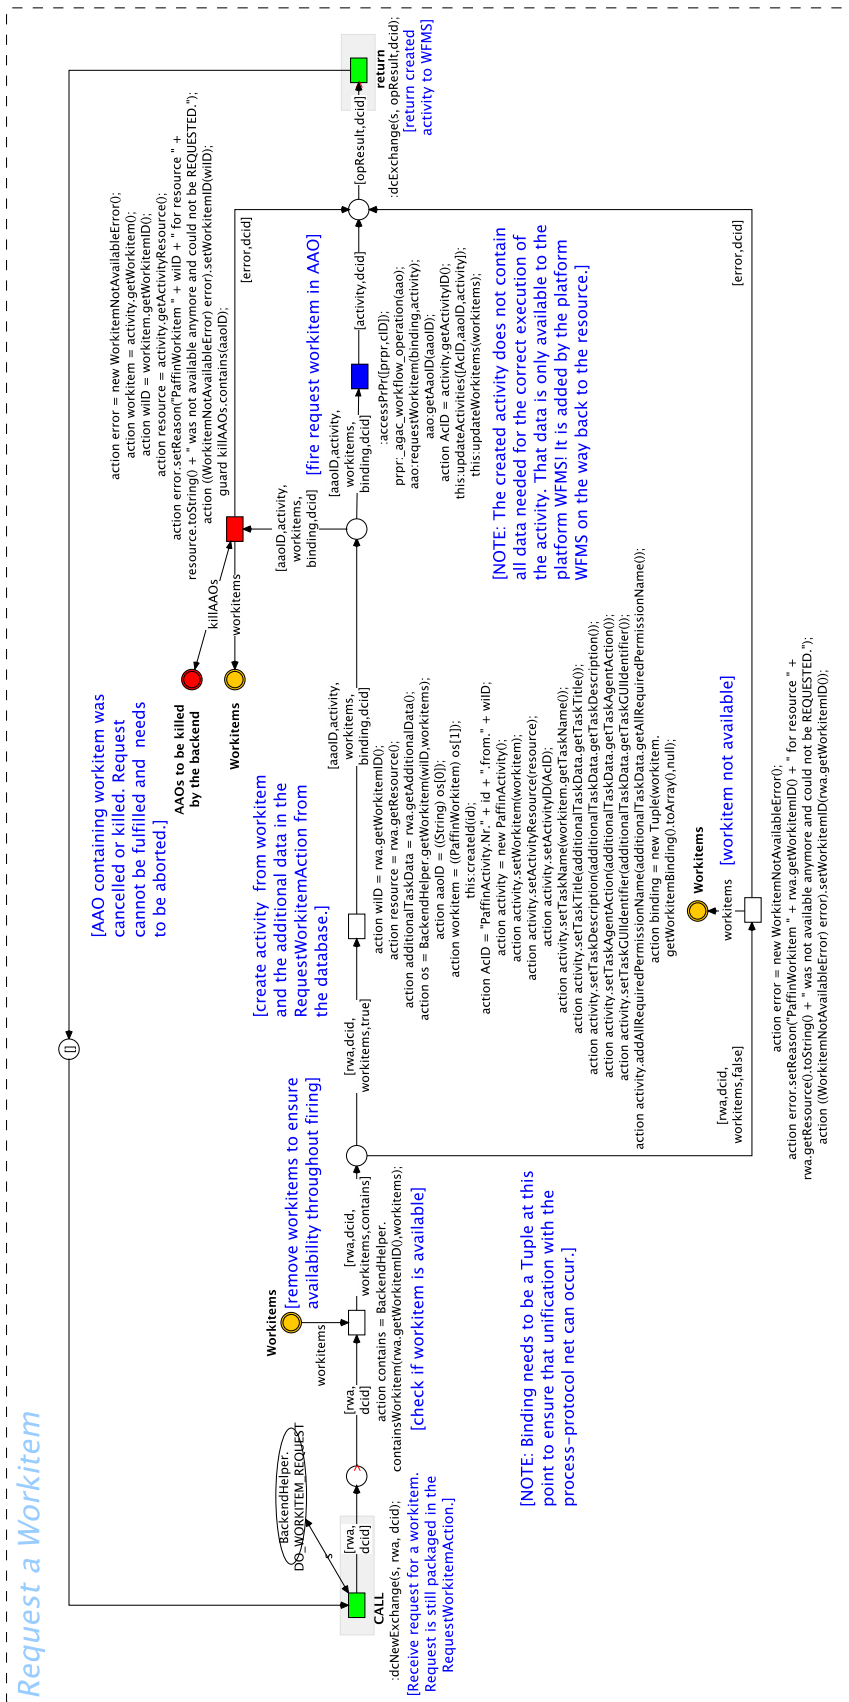 Request a Workitem
BackendHelper.
DO_WORKITEM_REQUEST
s
CALL
:dcNewExchange(s, rwa, dcid);
[Receive request for a workitem.
Request is still packaged in the
RequestWorkitemAction.]
[rwa,
dcid]
[rwa,
dcid]
Workitems
workitems
[remove workitems to ensure
availability throughout firing]
action contains = BackendHelper.
containsWorkitem(rwa.getWorkitemID(),workitems);
[check if workitem is available]
[rwa,dcid,
workitems,contains]
[NOTE: Binding needs to be a Tuple at this
point to ensure that unification with the
process-protocol net can occur.]
[]
[rwa,dcid,
workitems,true]
[create activity  from workitem
and the additional data in the
RequestWorkitemAction from
the database.]
action wiID = rwa.getWorkitemID();
action resource = rwa.getResource();
action additionalTaskData = rwa.getAdditionalData();
action os = BackendHelper.getWorkitem(wiID,workitems);
action aaoID = ((String) os[0]);
action workitem = ((PaffinWorkitem) os[1]);
this:createId(id);
action AcID = "PaffinActivity.Nr." + id + ".from." + wiID;
action activity = new PaffinActivity();
action activity.setWorkitem(workitem);
action activity.setActivityResource(resource);
action activity.setActivityID(AcID);
action activity.setTaskName(workitem.getTaskName());
action activity.setTaskTitle(additionalTaskData.getTaskTitle());
action activity.setTaskDescription(additionalTaskData.getTaskDescription());
action activity.setTaskAgentAction(additionalTaskData.getTaskAgentAction());
action activity.setTaskGUIIdentifier(additionalTaskData.getTaskGUIIdentifier());
action activity.addAllRequiredPermissionName(additionalTaskData.getAllRequiredPermissionName());
action binding = new Tuple(workitem.
getWorkitemBinding().toArray(),null);
[rwa,dcid,
workitems,false]
Workitems
workitems
[workitem not available]
action error = new WorkitemNotAvailableError();
action error.setReason("PaffinWorkitem " + rwa.getWorkitemID() + " for resource " +
rwa.getResource().toString() + " was not available anymore and could not be REQUESTED.");
action ((WorkitemNotAvailableError) error).setWorkitemID(rwa.getWorkitemID());
[error,dcid]
[AAO containing workitem was
cancelled or killed. Request
cannot be fulfilled and  needs
to be aborted.]
AAOs to be killed
by the backend
Workitems
killAAOs
workitems
[aaoID,activity,
workitems,
binding,dcid]
[aaoID,activity,
workitems,
binding,dcid]
[aaoID,activity,
workitems,
binding,dcid]
action error = new WorkitemNotAvailableError();
action workitem = activity.getWorkitem();
action wiID = workitem.getWorkitemID();
action resource = activity.getActivityResource();
action error.setReason("PaffinWorkitem " + wiID + " for resource " +
resource.toString() + " was not available anymore and could not be REQUESTED.");
action ((WorkitemNotAvailableError) error).setWorkitemID(wiID);
guard killAAOs.contains(aaoID);
[error,dcid]
[fire request workitem in AAO]
:accessPrPr([prpr,cID]);
prpr:_agac_workflow_operation(aao);
aao:requestWorkitem(binding,activity);
aao:getAaoID(aaoID);
action AcID = activity.getActivityID();
this:updateActivities([AcID,aaoID,activity]);
this:updateWorkitems(workitems);
[activity,dcid]
[NOTE: The created activity does not contain
all data needed for the correct execution of
the activity. That data is only available to the
platform WFMS! It is added by the platform
WFMS on the way back to the resource.]
[opResult,dcid]
return
:dcExchange(s, opResult,dcid);
[return created
activity to WFMS]